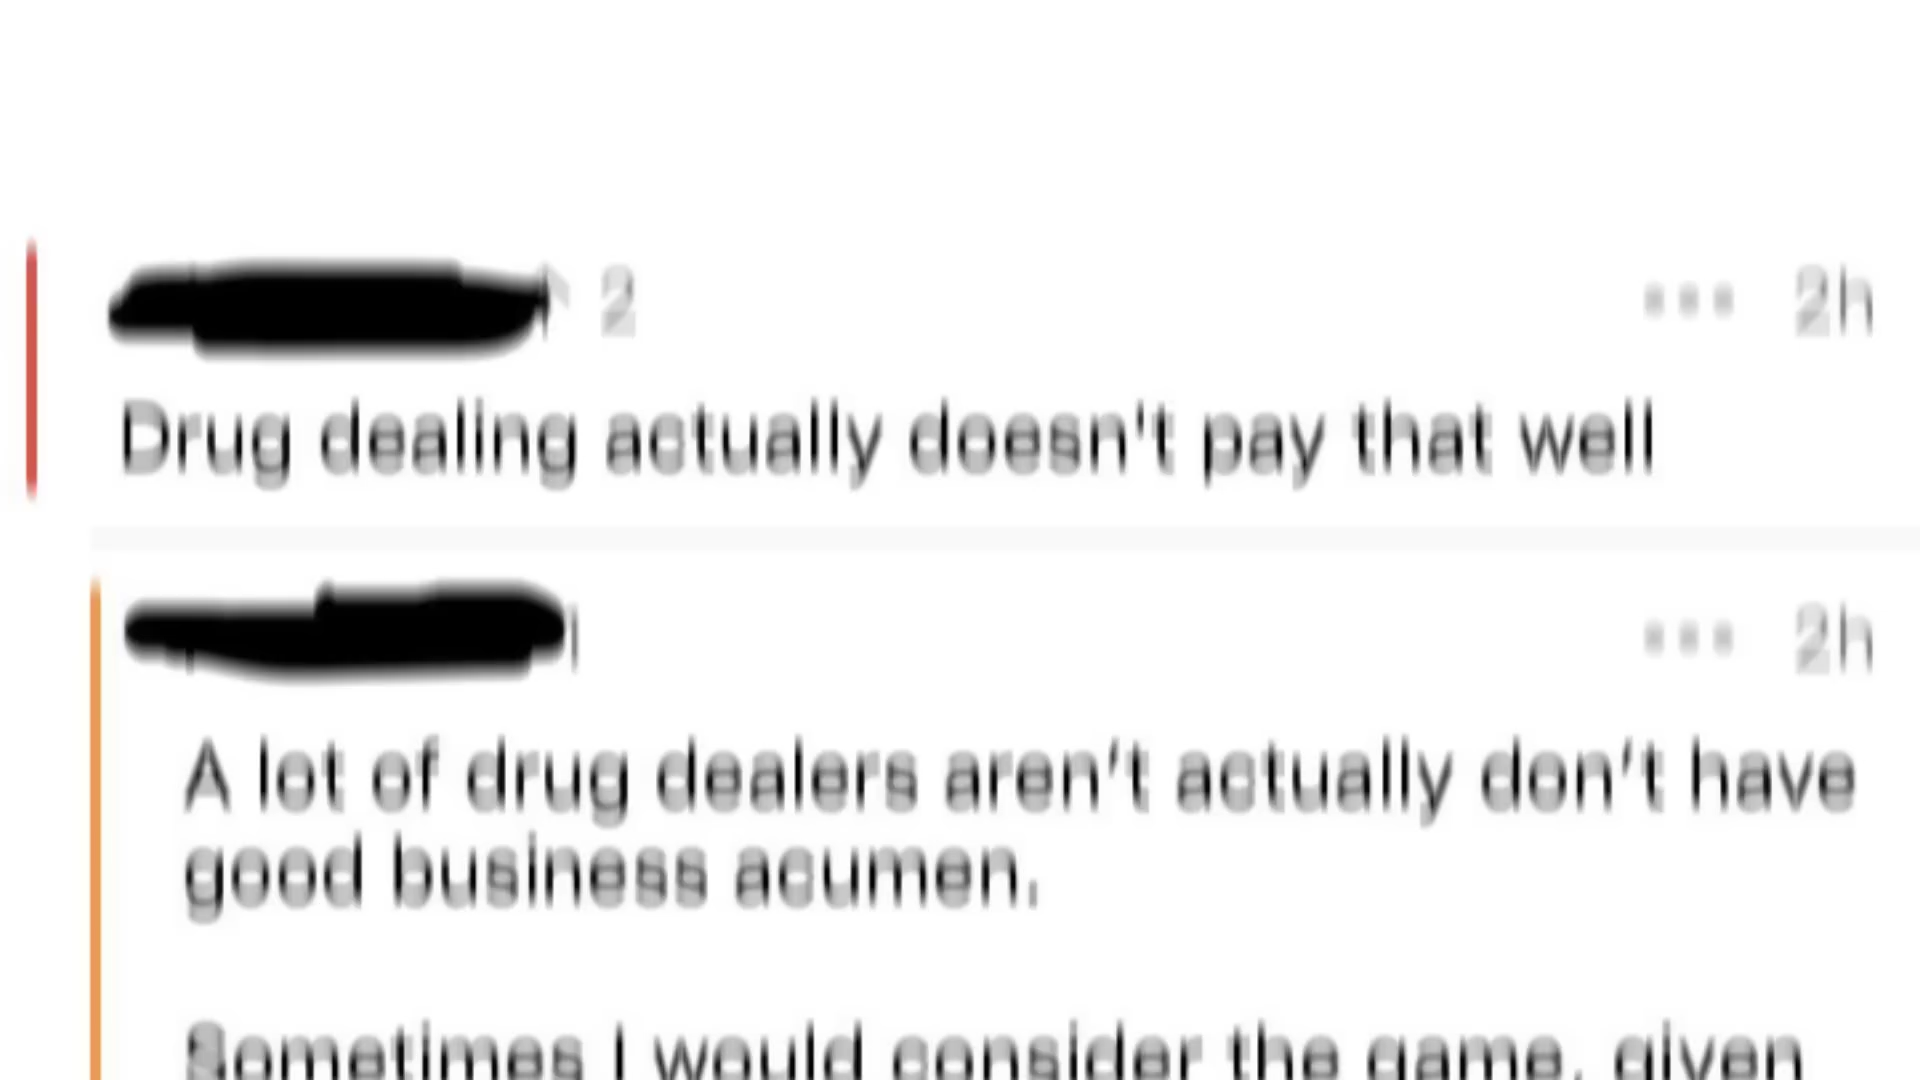 2
... 2h
Drug dealing actually doesn't pay that well
... 2h
A lot of drug dealers aren’t actually don’t have
good business acumen.
Sometimes I would consider the game, given